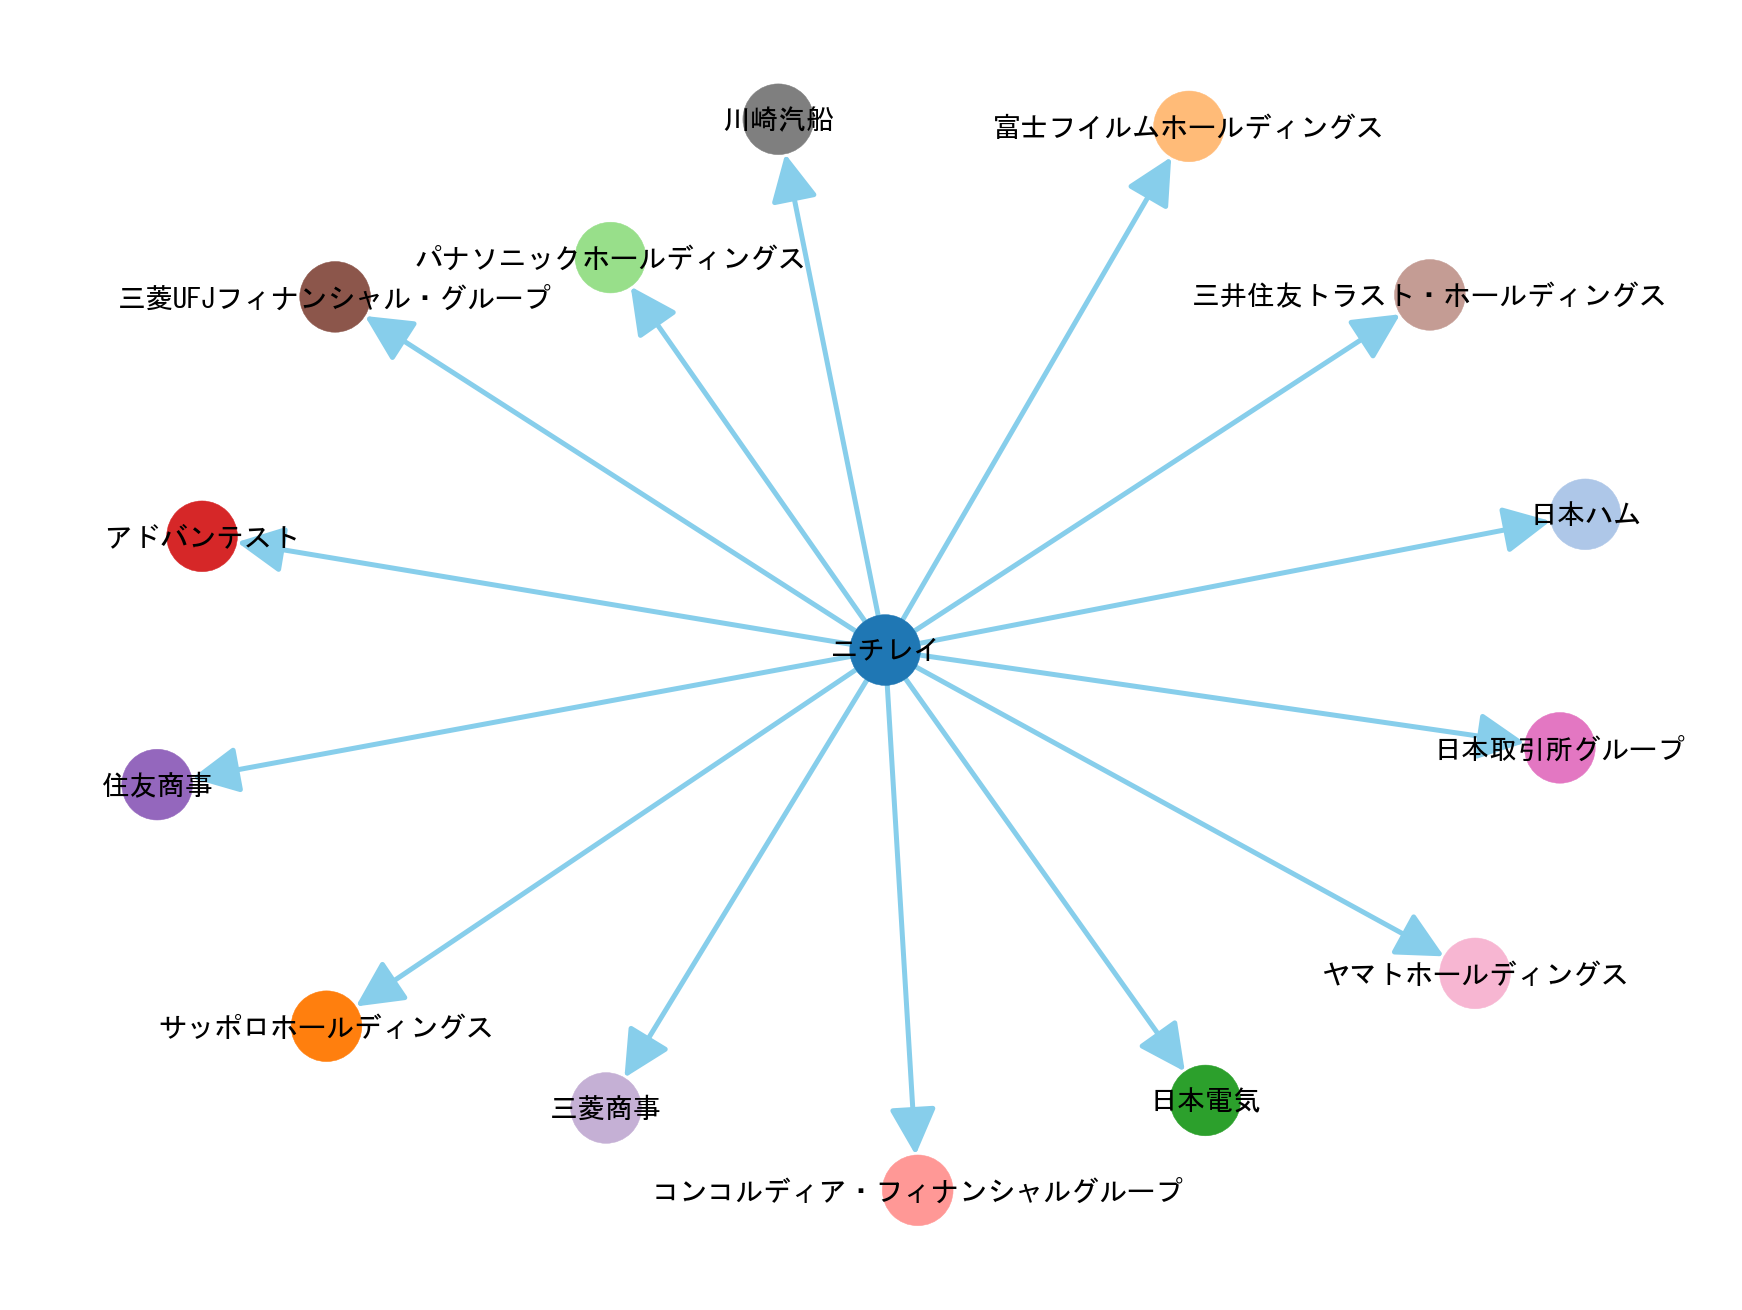 川崎汽船
富士フイルムホールディングス
パナソニックホールディングス
三菱UFJフィナンシャル・グループ
三井住友トラスト・ホールディングス
日本ハム
アドバンテスト
ニチレイ
日本取引所グループ
住友商事
ヤマトホールディングス
サッポロホールディングス
日本電気
三菱商事
コンコルディア・フィナンシャルグループ